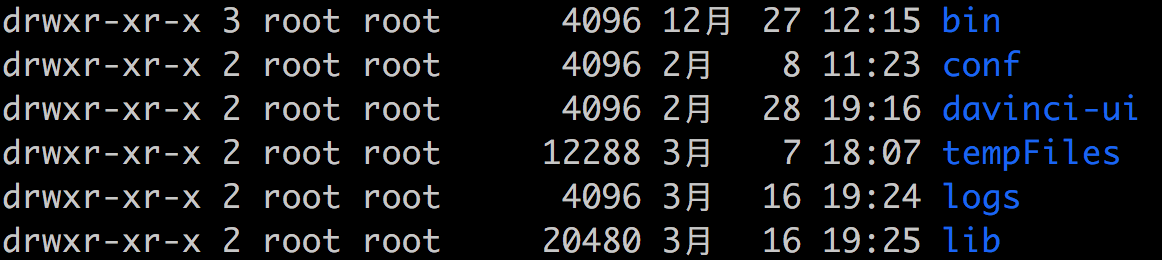 drwxr-xr-x 3 root root 4096 12月 27 12:15 bin
drwxr-xr-x 2 root root 4096 2月 8 11:23 conf
drwxr-xr-x 2 root root 4096 2月 28 19:16 davinci-ui
drwxr-xr-x 2 root root 12288 3月 7 18:07 tempFiles
drwxr-xr-x 2 root root 4096 3月 16 19:24 logs
drwxr-xr-x 2 root root 20480 3月 16 19:25 lib